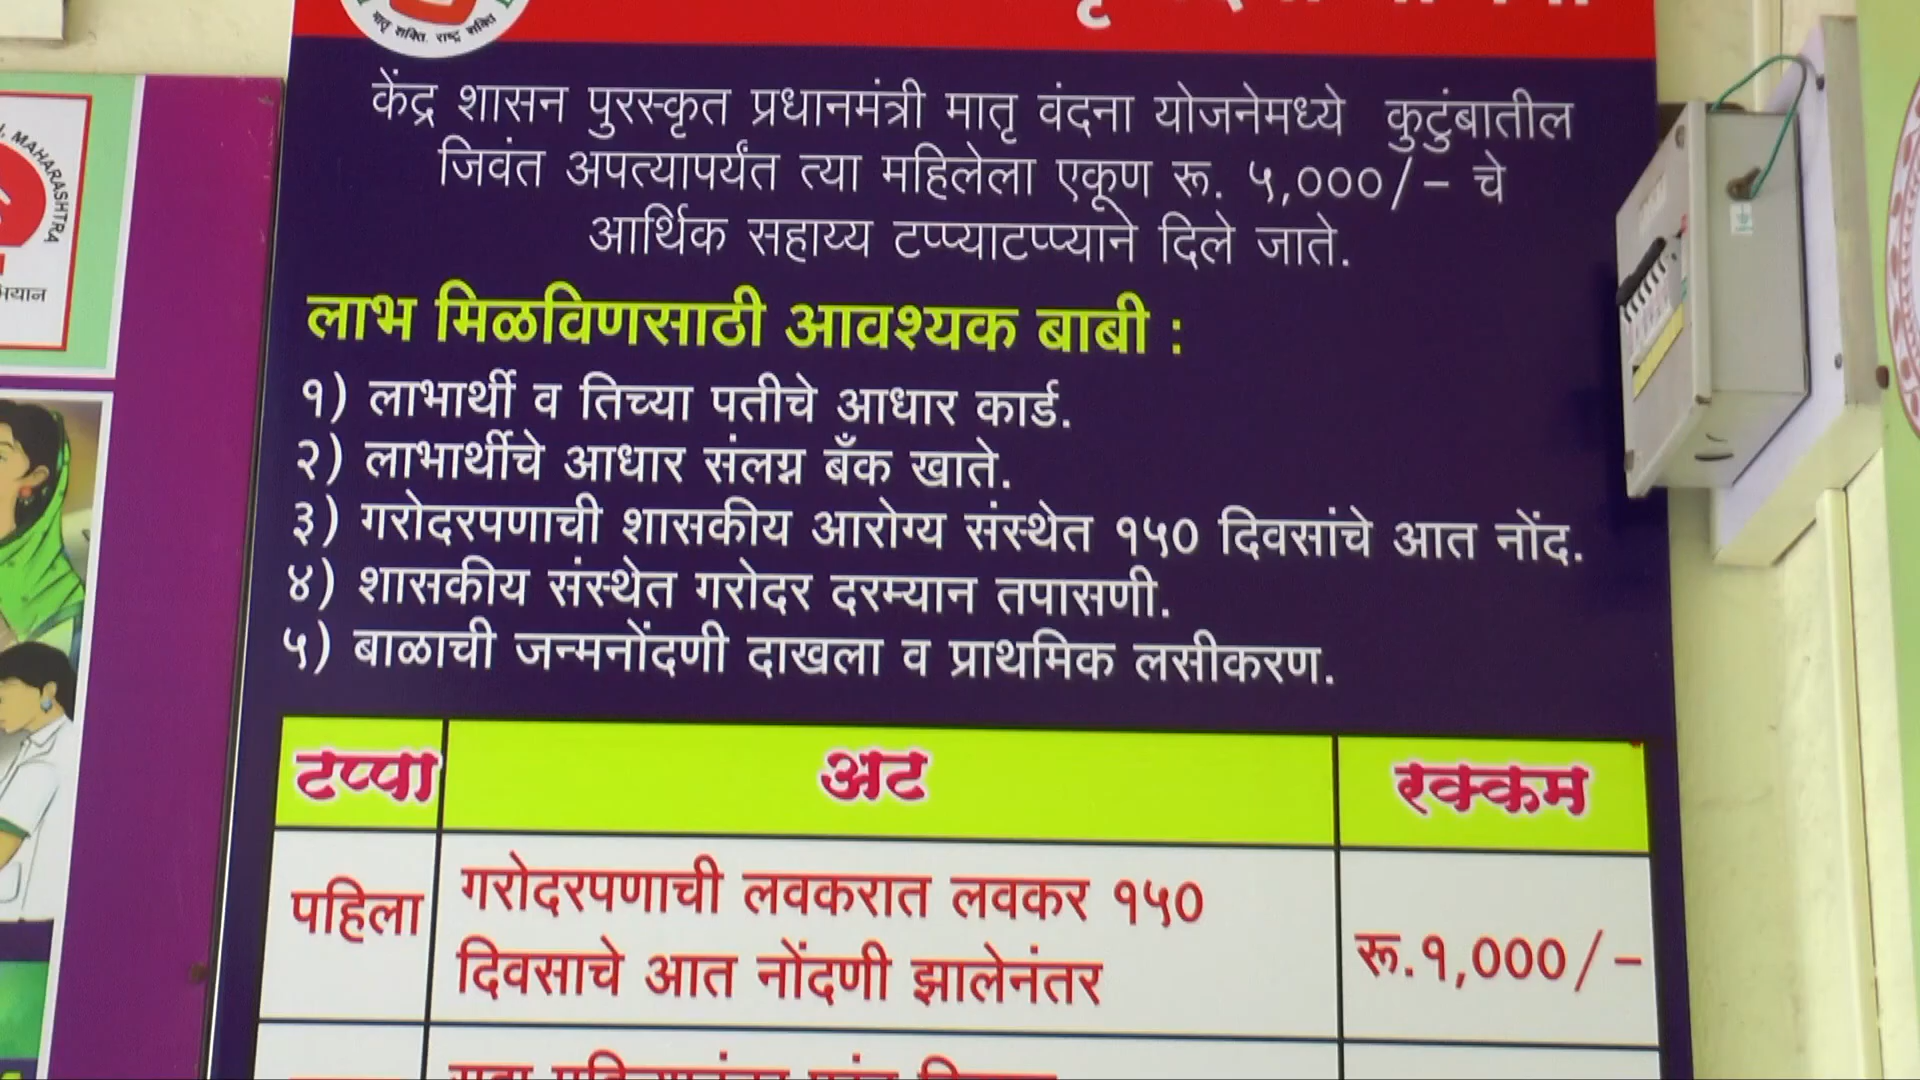 मातृ शक्ति. राष्ट्र शक्ति
केंद्र शासन पुरस्कृत प्रधानमंत्री मातृ वंदना योजनेमध्ये कुटुंबातील
जिवंत अपत्यापर्यंत त्या महिलेला एकूण रू. ५,०००/- चे
आर्थिक सहाय्य टप्प्याटप्प्याने दिले जाते.
लाभ मिळविणसाठी आवश्यक बाबी :
१) लाभार्थी व तिच्या पतीचे आधार कार्ड.
२) लाभार्थीचे आधार संलग्न बँक खाते.
३) गरोदरपणाची शासकीय आरोग्य संस्थेत १५० दिवसांचे आत नोंद.
४) शासकीय संस्थेत गरोदर दरम्यान तपासणी.
५) बाळाची जन्मनोंदणी दाखला व प्राथमिक लसीकरण.
टप्पा अट रक्कम
पहिला गरोदरपणाची लवकरात लवकर १५०
दिवसाचे आत नोंदणी झालेनंतर रू.१,०००/-
MAHARASHTRA